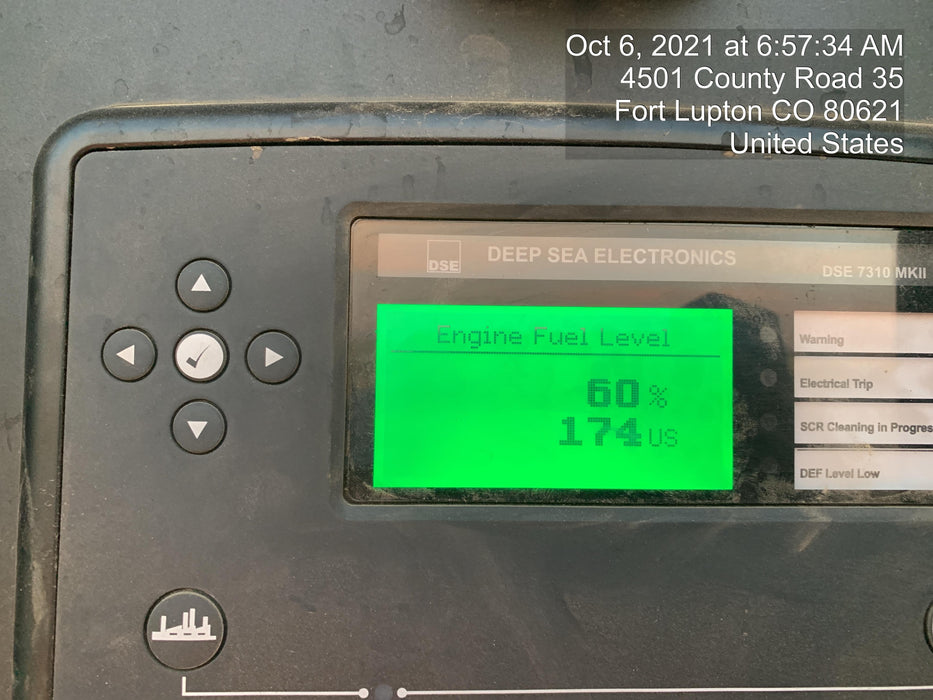 Oct 6, 2021 at 6:57:34 AM
4501 County Road 35
Fort Lupton CO 80621
United States
DSE
DEEP SEA ELECTRONICS
DSE 7310 MKII
Engine Fuel Level
60 %
174 US
Warning
Electrical Trip
SCR Cleaning in Progres
DEF Level Low